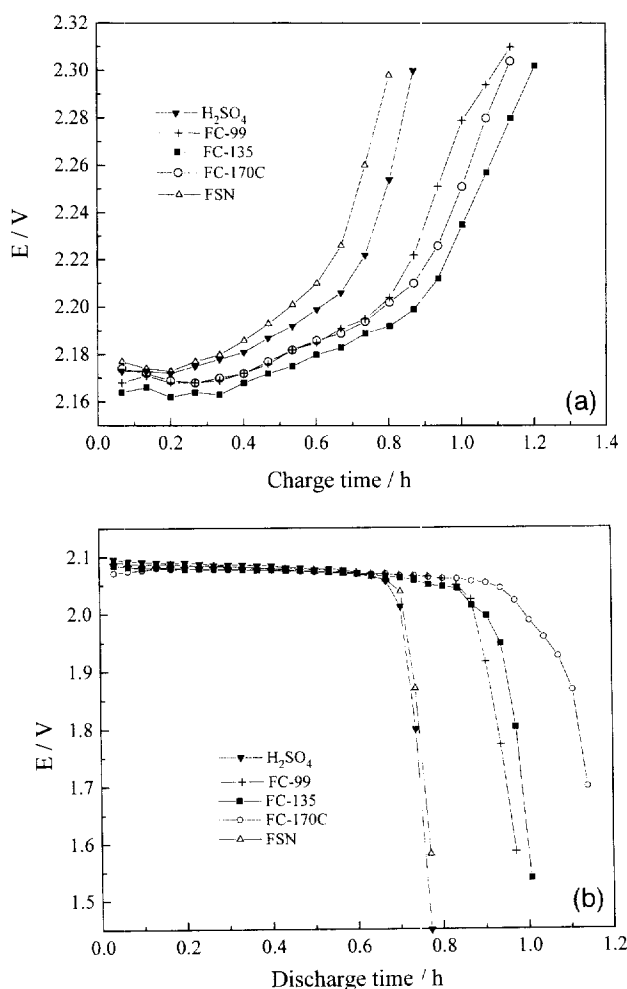 2.32
2.30
2.28
2.26
2.24
2.22
2.20
2.18
2.16
E / V
H₂SO₄
FC-99
FC-135
FC-170C
FSN
(a)
0.0 0.2 0.4 0.6 0.8 1.0 1.2 1.4
Charge time / h
2.1
2.0
1.9
1.8
1.7
1.6
1.5
E / V
H₂SO₄
FC-99
FC-135
FC-170C
FSN
(b)
0.0 0.2 0.4 0.6 0.8 1.0 1.2
Discharge time / h